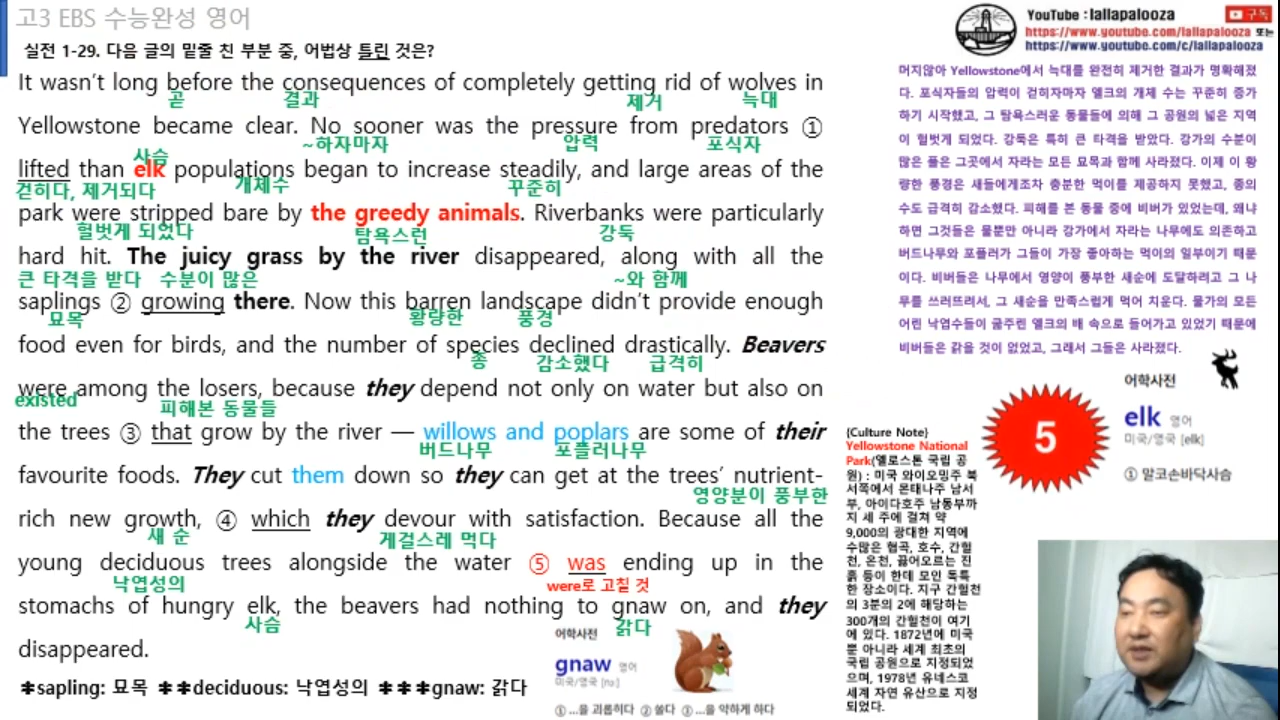 고3 EBS 수능완성 영어
실전 1-29. 다음 글의 밑줄 친 부분 중, 어법상 틀린 것은?
It wasn't long before the consequences of completely getting rid of wolves in
곧 결과 제거 늑대
Yellowstone became clear. No sooner was the pressure from predators ①
사슴 ~하자마자 압력 포식자
lifted than elk populations began to increase steadily, and large areas of the
걷히다, 제거되다 개체수 꾸준히
park were stripped bare by the greedy animals. Riverbanks were particularly
헐벗게 되었다 탐욕스런 강둑
hard hit. The juicy grass by the river disappeared, along with all the
큰 타격을 받다 수분이 많은 ~와 함께
saplings ② growing there. Now this barren landscape didn't provide enough
묘목 황량한 풍경
food even for birds, and the number of species declined drastically. Beavers
종 감소했다 급격히
were among the losers, because they depend not only on water but also on
existed 피해본 동물들
the trees ③ that grow by the river — willows and poplars are some of their
버드나무 포플러나무
favourite foods. They cut them down so they can get at the trees' nutrient-
영양분이 풍부한
rich new growth, ④ which they devour with satisfaction. Because all the
새 순 게걸스레 먹다
young deciduous trees alongside the water ⑤ was ending up in the
낙엽성의 were로 고칠 것
stomachs of hungry elk, the beavers had nothing to gnaw on, and they
사슴 갉다
disappeared.
✱sapling: 묘목 ✱✱deciduous: 낙엽성의 ✱✱✱gnaw: 갉다
어학사전
gnaw 영어
미국/영국 [nɔ:]
① ...을 괴롭히다 ② 쏠다 ③ ...을 약하게 하다
YouTube : lallapalooza
구독
https://www.youtube.com/lallapalooza 또는
https://www.youtube.com/c/lallapalooza
머지않아 Yellowstone에서 늑대를 완전히 제거한 결과가 명확해졌
다. 포식자들의 압력이 걷히자마자 엘크의 개체 수는 꾸준히 증가
하기 시작했고, 그 탐욕스러운 동물들에 의해 그 공원의 넓은 지역
이 헐벗게 되었다. 강둑은 특히 큰 타격을 받았다. 강가의 수분이
많은 풀은 그곳에서 자라는 모든 묘목과 함께 사라졌다. 이제 이 황
량한 풍경은 새들에게조차 충분한 먹이를 제공하지 못했고, 종의
수도 급격히 감소했다. 피해를 본 동물 중에 비버가 있었는데, 왜냐
하면 그것들은 물뿐만 아니라 강가에서 자라는 나무에도 의존하고
버드나무와 포플러가 그들이 가장 좋아하는 먹이의 일부이기 때문
이다. 비버들은 나무에서 영양이 풍부한 새순에 도달하려고 그 나
무를 쓰러뜨려서, 그 새순을 만족스럽게 먹어 치운다. 물가의 모든
어린 낙엽수들이 굶주린 엘크의 배 속으로 들어가고 있었기 때문에
비버들은 갉을 것이 없었고, 그래서 그들은 사라졌다.
5
어학사전
elk 영어
미국/영국 [elk]
① 말코손바닥사슴
{Culture Note}
Yellowstone National
Park(옐로스톤 국립 공
원) : 미국 와이오밍주 북
서쪽에서 몬태나주 남서
부, 아이다호주 남동부까
지 세 주에 걸쳐 약
9,000의 광대한 지역에
수많은 협곡, 호수, 간헐
천, 온천, 끓어오르는 진
흙 등이 한데 모인 독특
한 장소이다. 지구 간헐천
의 3분의 2에 해당하는
300개의 간헐천이 여기
에 있다. 1872년에 미국
뿐 아니라 세계 최초의
국립 공원으로 지정되었
으며, 1978년 유네스코
세계 자연 유산으로 지정
되었다.